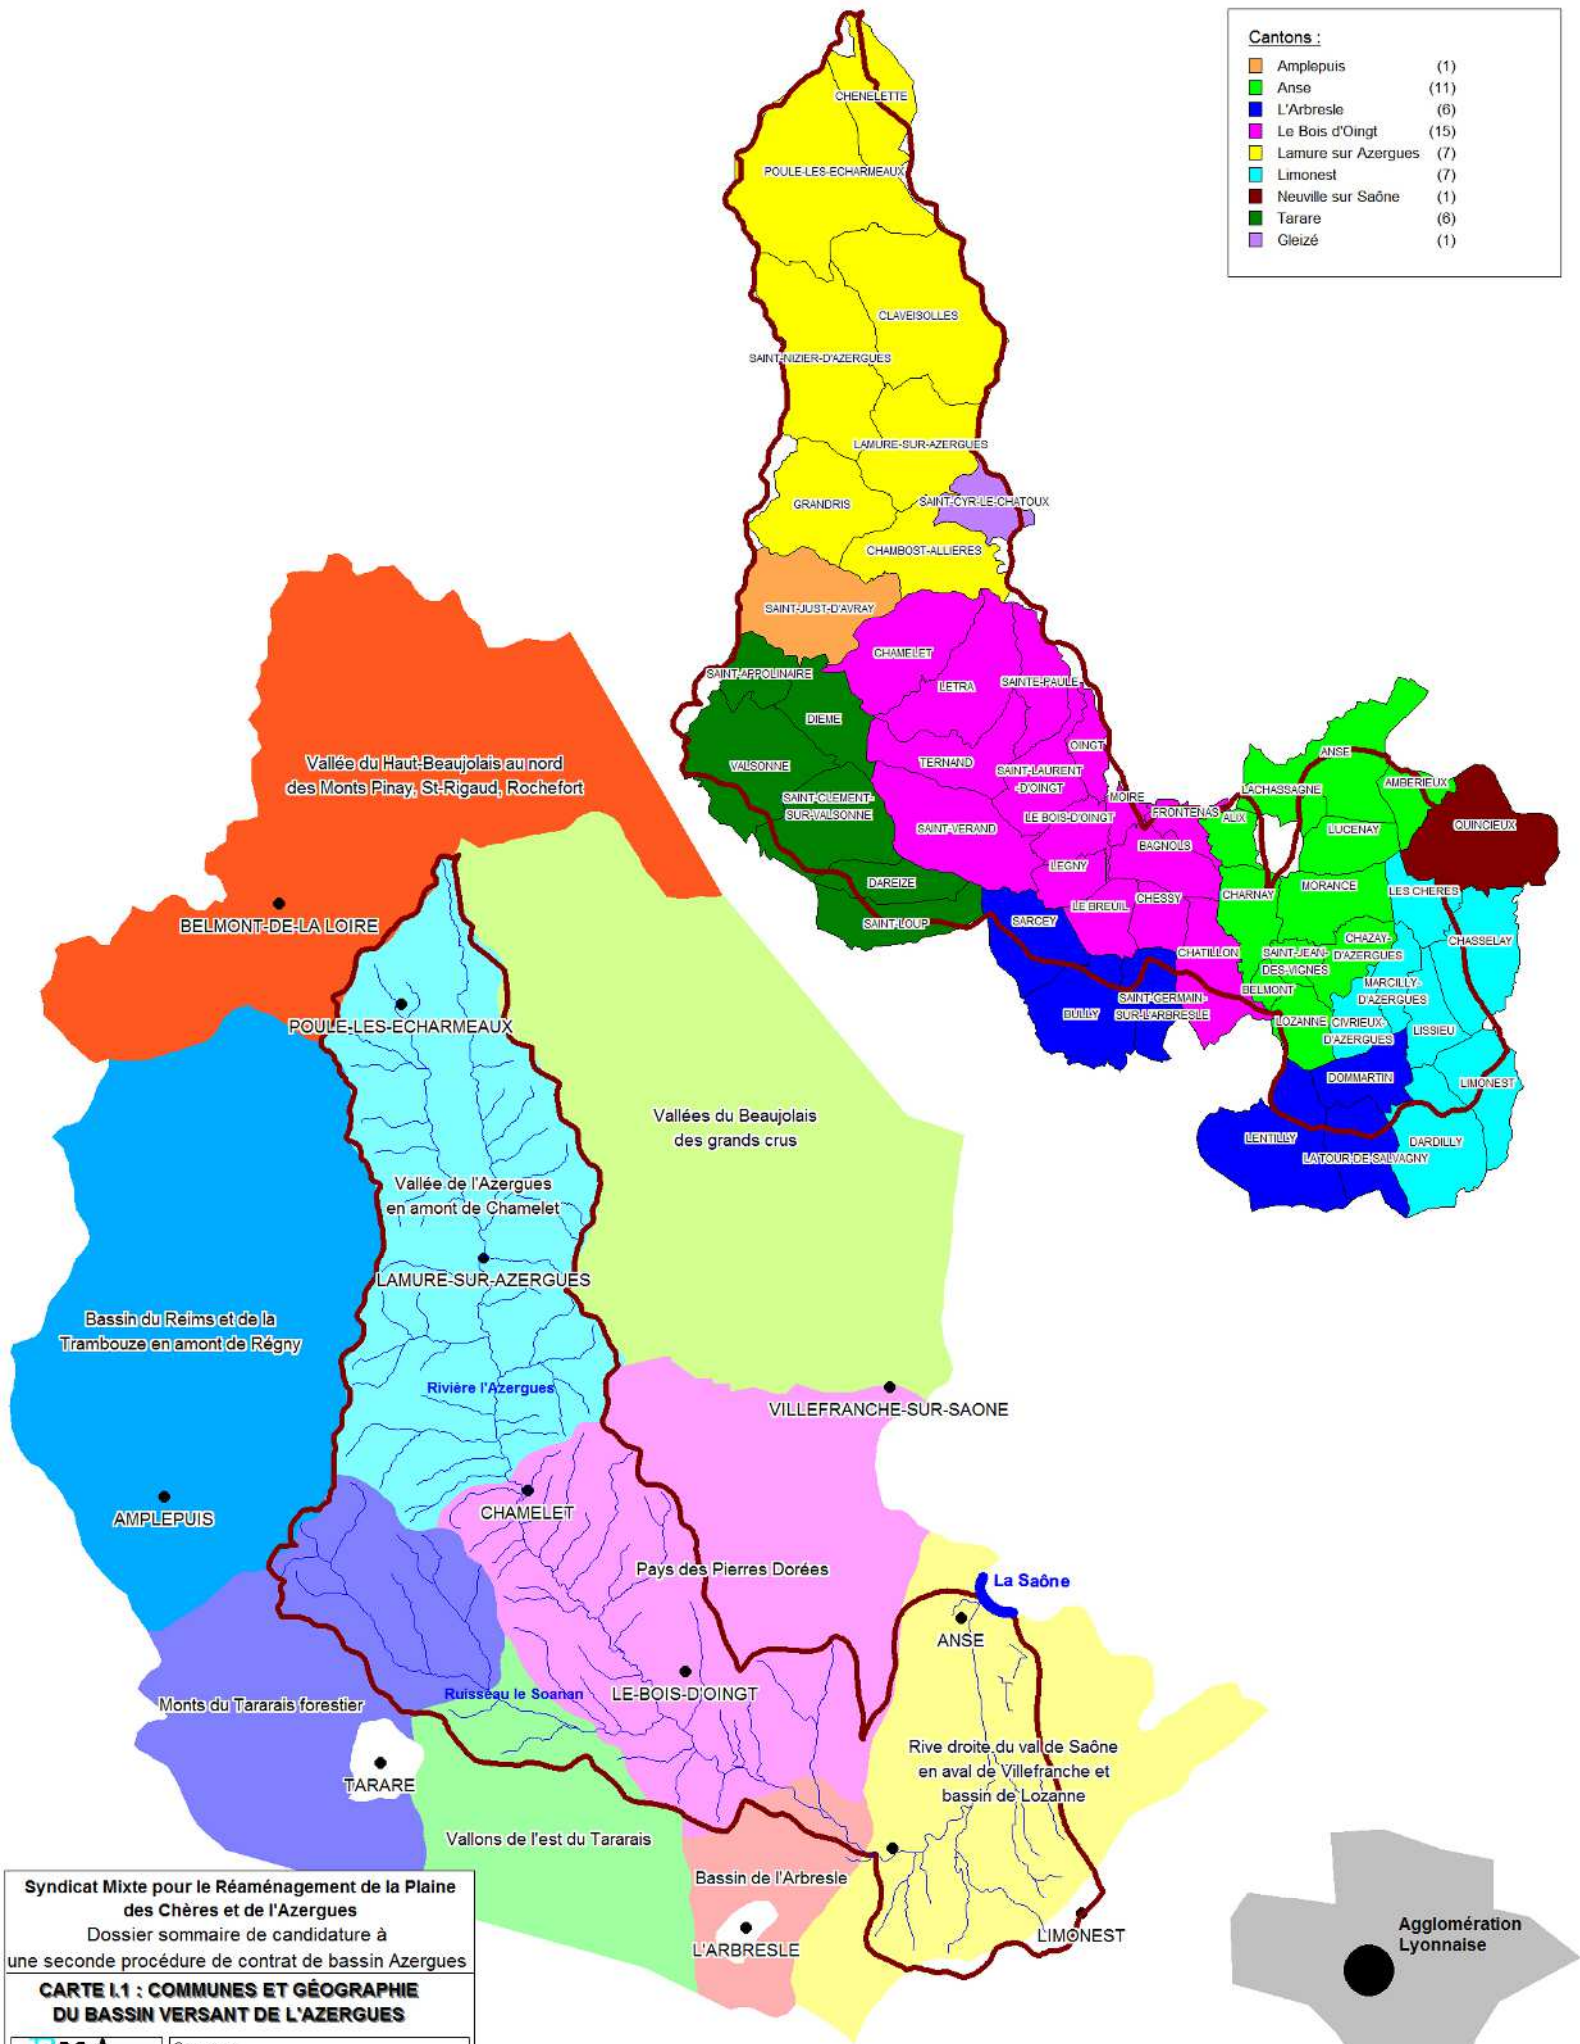 Cantons :
Amplepuis (1)
Anse (11)
L'Arbresle (6)
Le Bois d'Oingt (15)
Lamure sur Azergues (7)
Limonest (7)
Neuville sur Saône (1)
Tarare (6)
Gleizé (1)
CHENELETTE
POULE-LES-ECHARMEAUX
CLAVEISOLLES
SAINT-NIZIER-D'AZERGUES
LAMURE-SUR-AZERGUES
GRANDRIS
SAINT-CYR-LE-CHATOUX
CHAMBOST-ALLIERES
SAINT-JUST-D'AVRAY
CHAMELET
SAINT-APPOLINAIRE
LETRA
SAINTE-PAULE
DIEME
OINGT
VALSONNE
TERNAND
SAINT-LAURENT
-D'OINGT
SAINT-CLEMENT-
SUR-VALSONNE
MOIRE
FRONTENAS
ALIX
LACHASSAGNE
ANSE
AMBERIEUX
QUINCIEUX
LUCENAY
LE BOIS-D'OINGT
SAINT-VERAND
BAGNOLS
LEGNY
DAREIZE
LE BREUIL
CHESSY
CHARNAY
MORANCE
LES CHERES
SAINT-LOUP
SARCEY
CHATILLON
SAINT-JEAN-
DES-VIGNES
CHAZAY-
D'AZERGUES
CHASSELAY
MARCILLY-
D'AZERGUES
BELMONT
BULLY
SAINT-GERMAIN-
SUR-L'ARBRESLE
LOZANNE
CIVRIEUX-
D'AZERGUES
LISSIEU
DOMMARTIN
LIMONEST
LENTILLY
LA TOUR-DE-SALVAGNY
DARDILLY
Vallée du Haut-Beaujolais au nord
des Monts Pinay, St-Rigaud, Rochefort
BELMONT-DE-LA LOIRE
POULE-LES-ECHARMEAUX
Vallées du Beaujolais
des grands crus
Vallée de l'Azergues
en amont de Chamelet
LAMURE-SUR-AZERGUES
Bassin du Reims et de la
Trambouze en amont de Régny
Rivière l'Azergues
VILLEFRANCHE-SUR-SAONE
AMPLEPUIS
CHAMELET
Pays des Pierres Dorées
La Saône
ANSE
Ruisseau le Soanan
LE-BOIS-D'OINGT
Monts du Tararais forestier
Rive droite du val de Saône
en aval de Villefranche et
bassin de Lozanne
TARARE
Vallons de l'est du Tararais
Bassin de l'Arbresle
L'ARBRESLE
LIMONEST
Agglomération
Lyonnaise
Syndicat Mixte pour le Réaménagement de la Plaine
des Chères et de l'Azergues
Dossier sommaire de candidature à
une seconde procédure de contrat de bassin Azergues
CARTE I.1 : COMMUNES ET GÉOGRAPHIE
DU BASSIN VERSANT DE L'AZERGUES